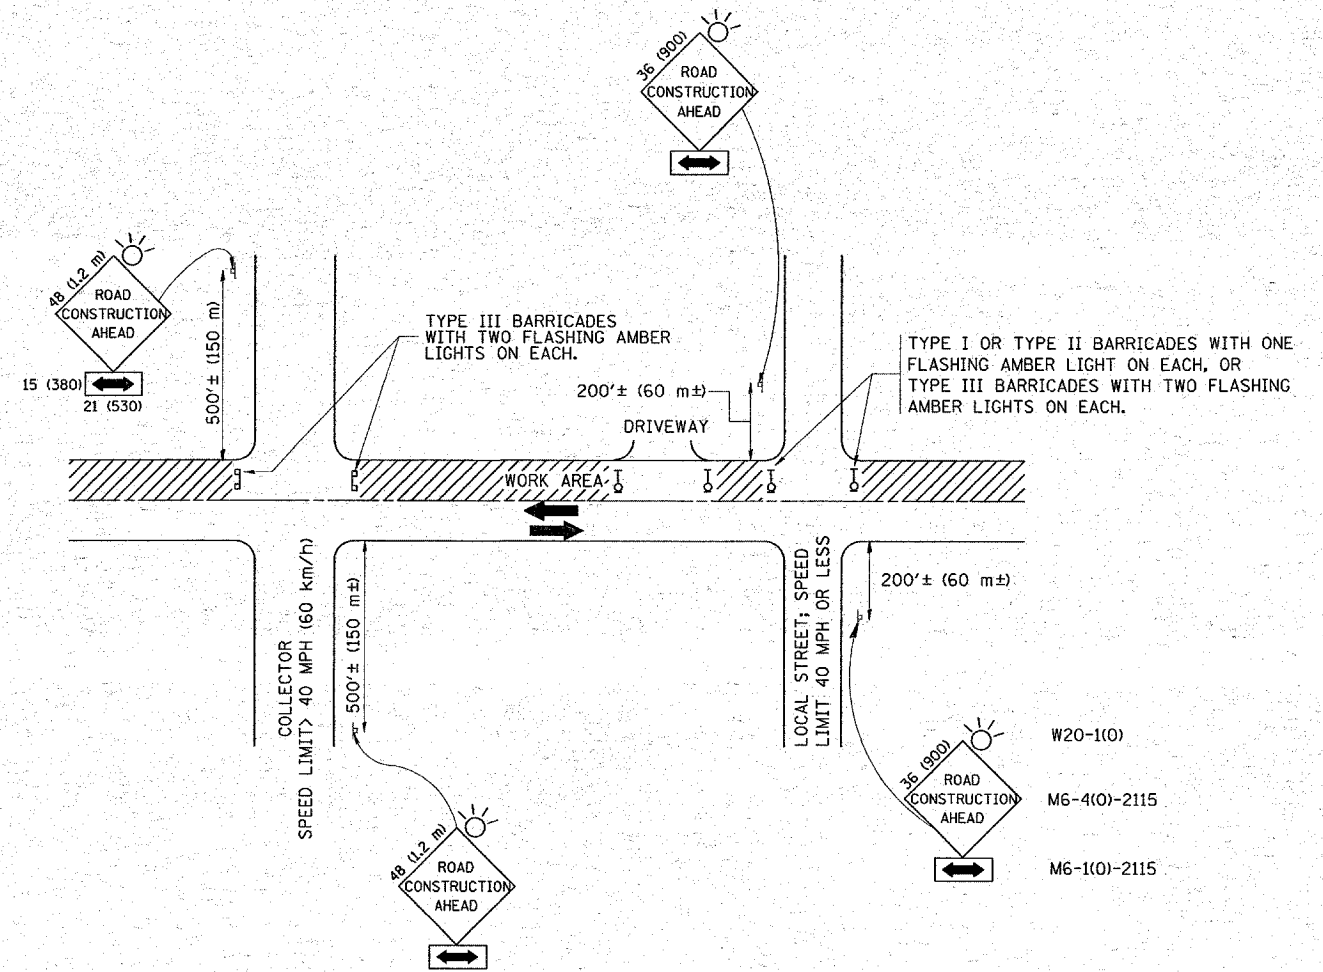 36 (900)
ROAD
CONSTRUCTION
AHEAD
48 (1.2 m)
ROAD
CONSTRUCTION
AHEAD
15 (380)
21 (530)
500'± (150 m)
TYPE III BARRICADES
WITH TWO FLASHING AMBER
LIGHTS ON EACH.
200'± (60 m±)
DRIVEWAY
TYPE I OR TYPE II BARRICADES WITH ONE
FLASHING AMBER LIGHT ON EACH, OR
TYPE III BARRICADES WITH TWO FLASHING
AMBER LIGHTS ON EACH.
WORK AREA
COLLECTOR
SPEED LIMIT> 40 MPH (60 km/h)
500'± (150 m±)
LOCAL STREET; SPEED
LIMIT 40 MPH OR LESS
200'± (60 m±)
48 (1.2 m)
ROAD
CONSTRUCTION
AHEAD
36 (900)
ROAD
CONSTRUCTION
AHEAD
W20-1(O)
M6-4(O)-2115
M6-1(O)-2115